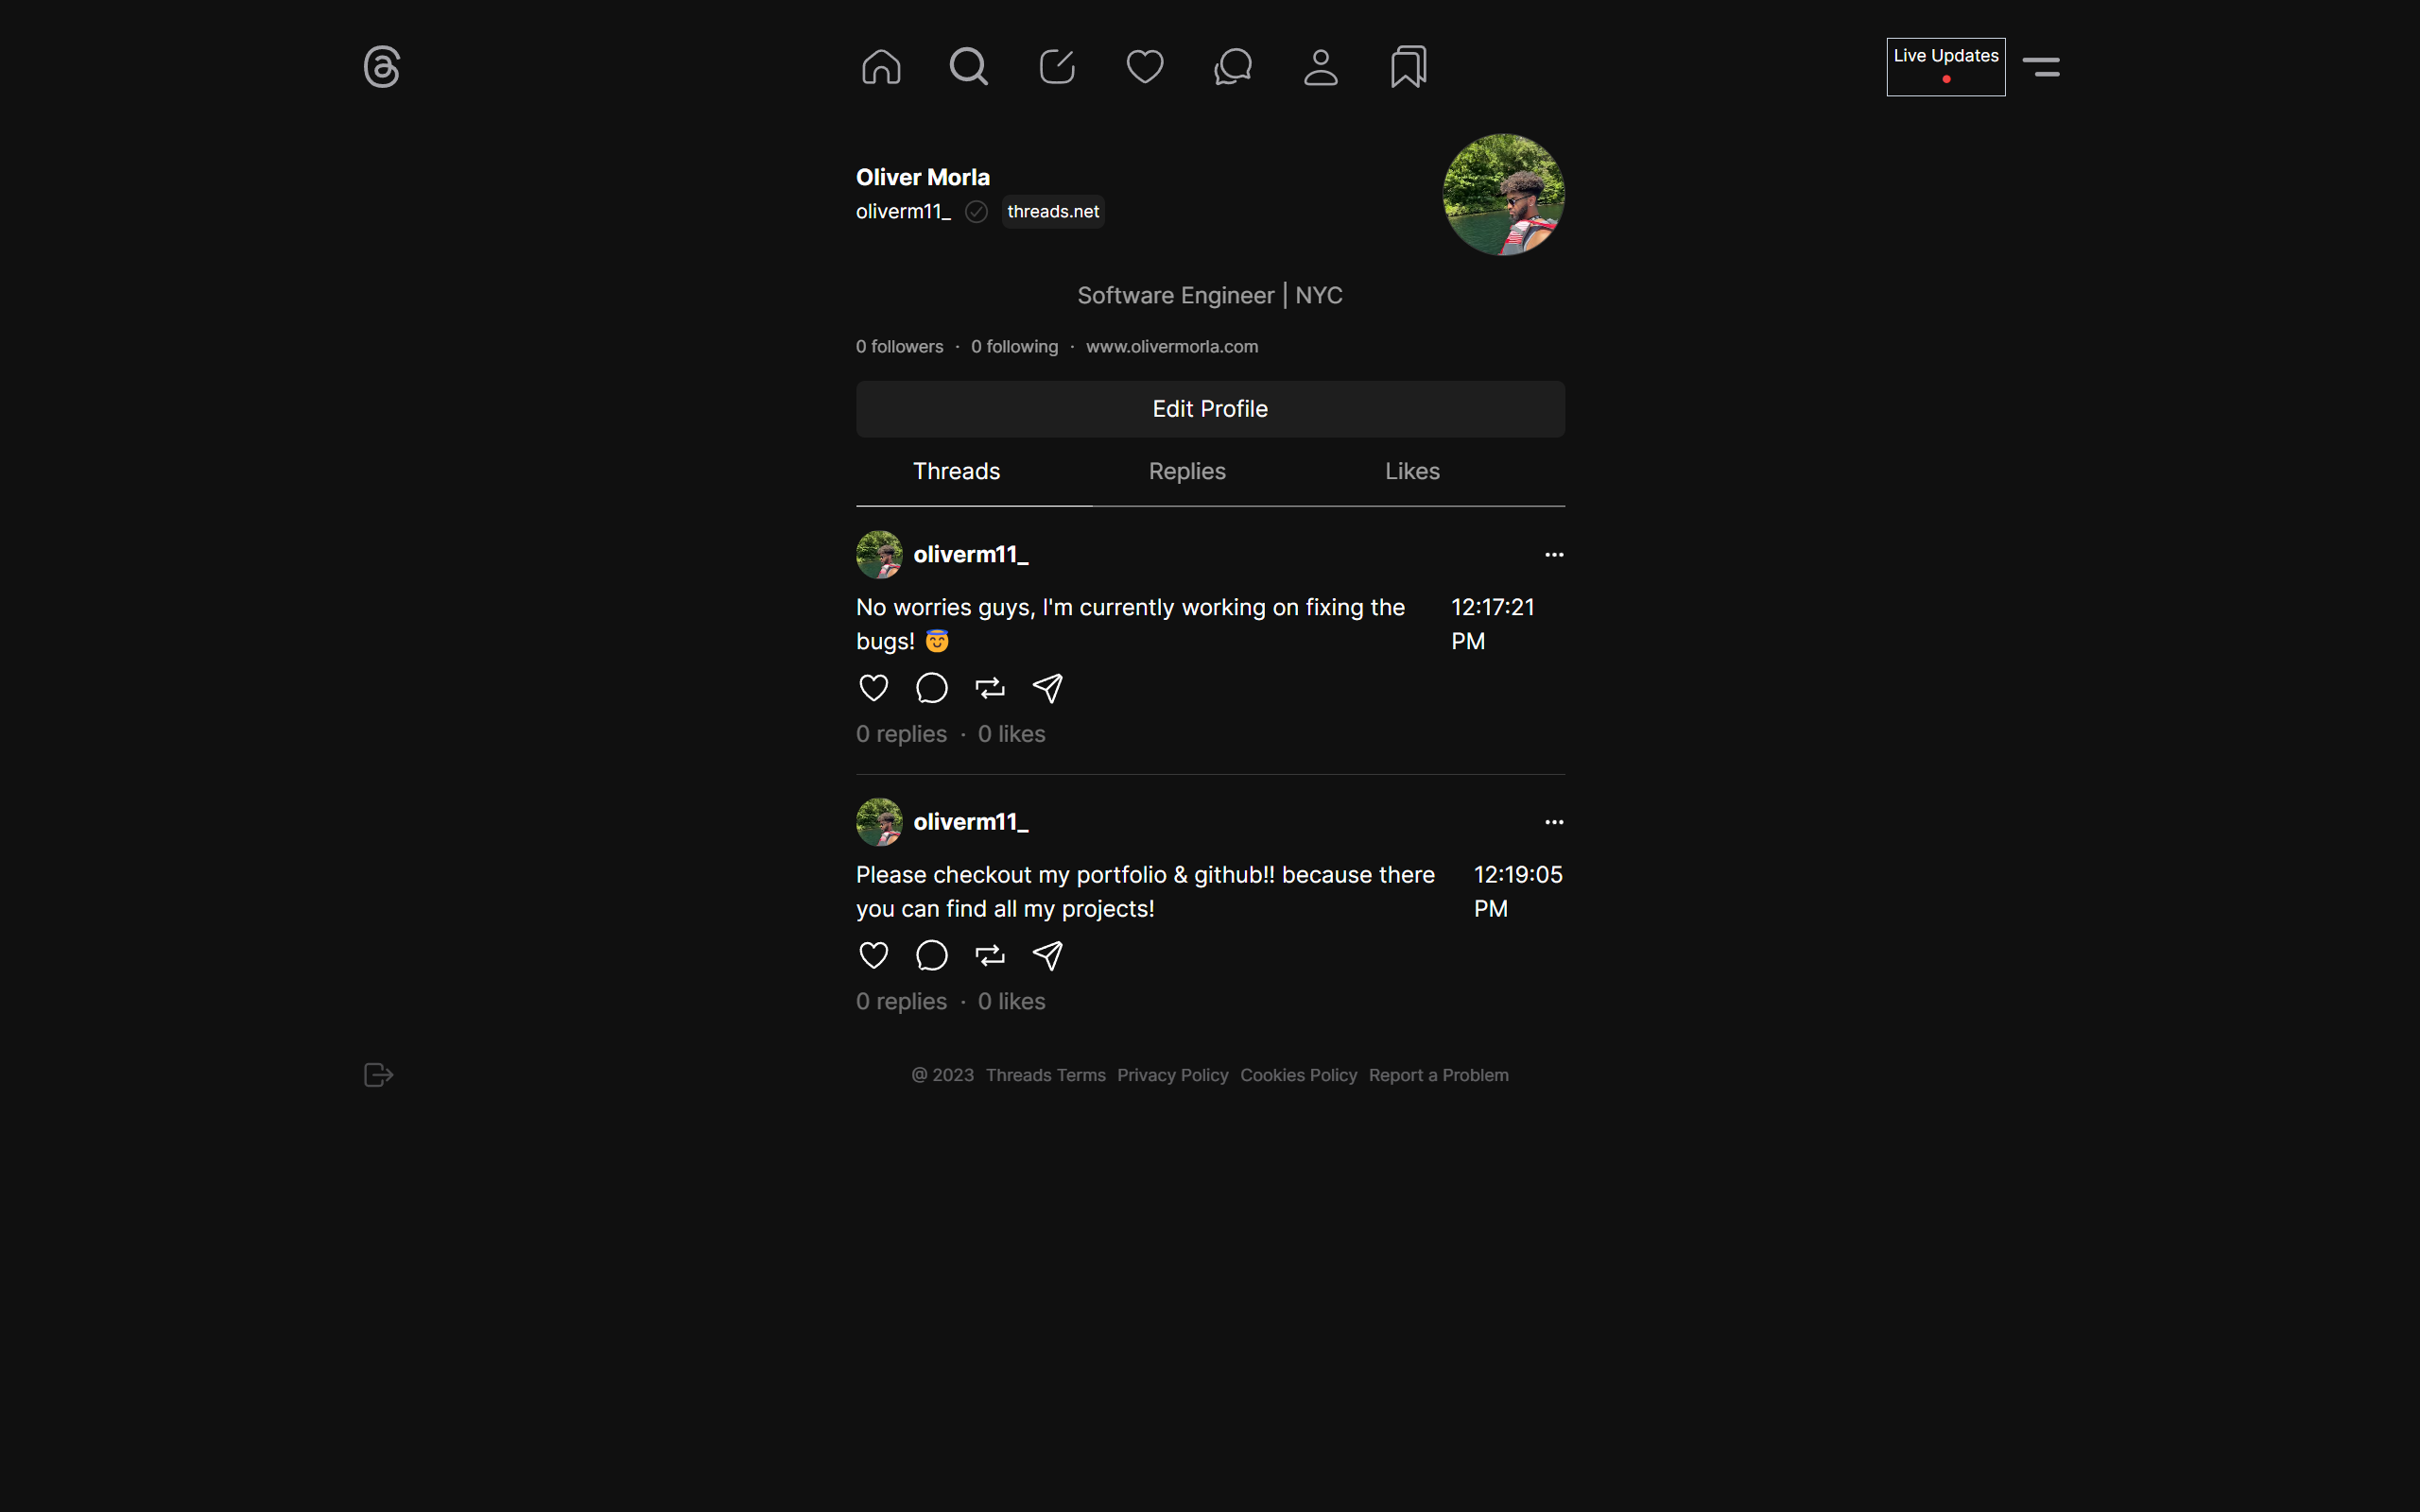 Live Updates
Oliver Morla
oliverm11_ threads.net
Software Engineer | NYC
0 followers · 0 following · www.olivermorla.com
Edit Profile
Threads Replies Likes
oliverm11_
No worries guys, I'm currently working on fixing the
bugs! 😇
12:17:21
PM
0 replies · 0 likes
oliverm11_
Please checkout my portfolio & github!! because there
you can find all my projects!
12:19:05
PM
0 replies · 0 likes
@ 2023 Threads Terms Privacy Policy Cookies Policy Report a Problem